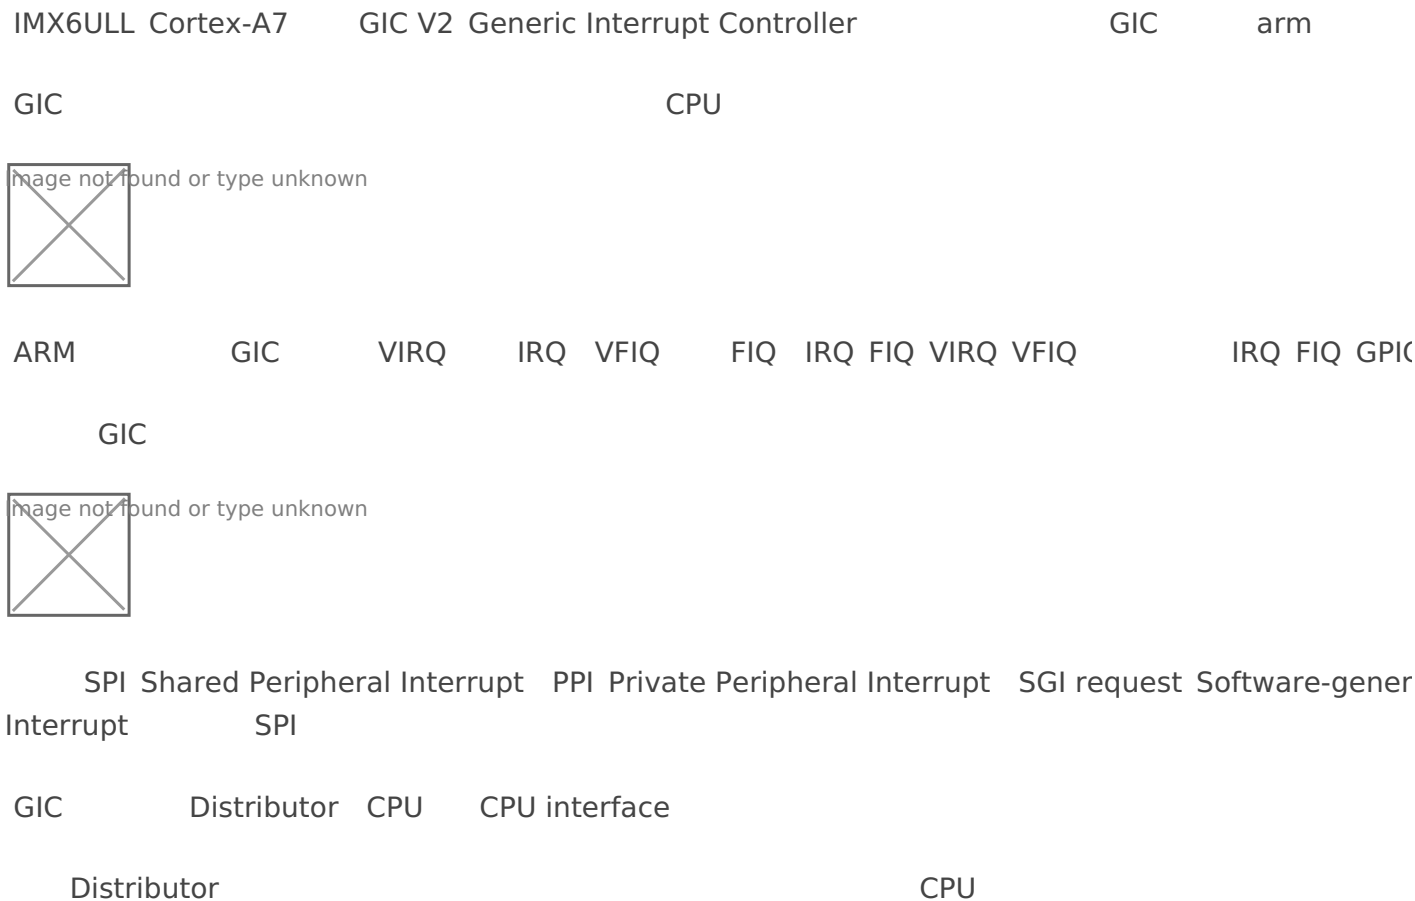 IMX6ULL Cortex-A7 GIC V2 Generic Interrupt Controller GIC arm
GIC CPU
Image not found or type unknown
ARM GIC VIRQ IRQ VFIQ FIQ IRQ FIQ VIRQ VFIQ IRQ FIQ
GIC
Image not found or type unknown
SPI Shared Peripheral Interrupt PPI Private Peripheral Interrupt SGI request Software-gener
Interrupt SPI
GIC Distributor CPU CPU interface
Distributor CPU